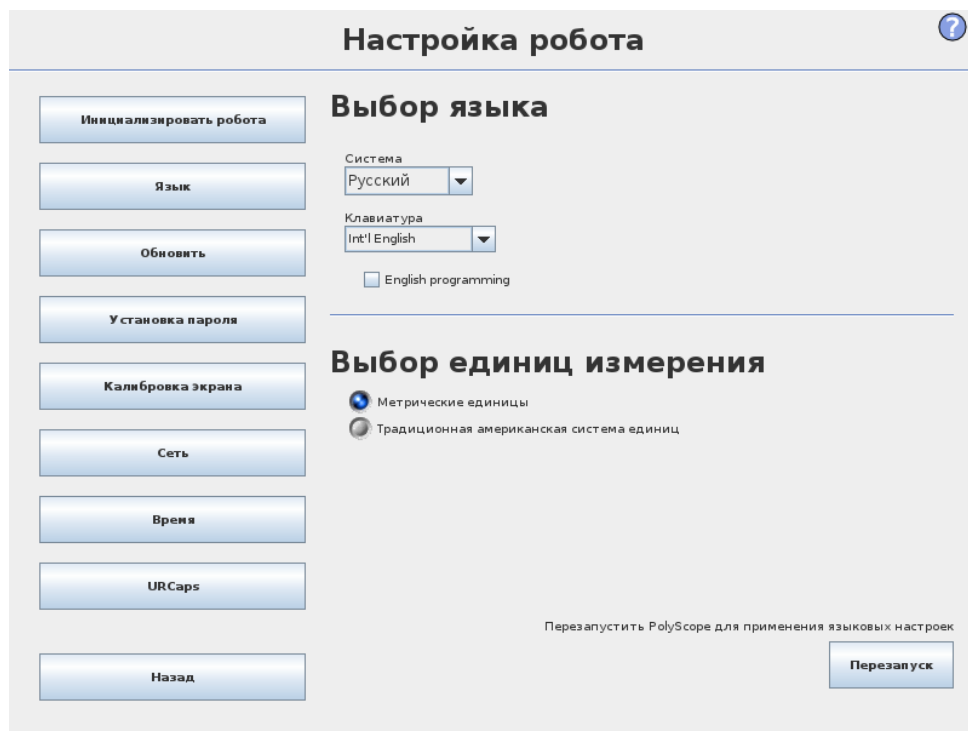 Настройка робота
?
Инициализировать робота
Язык
Обновить
Установка пароля
Калибровка экрана
Сеть
Время
URCaps
Назад
Выбор языка
Система
Русский
Клавиатура
Int'l English
English programming
Выбор единиц измерения
Метрические единицы
Традиционная американская система единиц
Перезапустить PolyScope для применения языковых настроек
Перезапуск